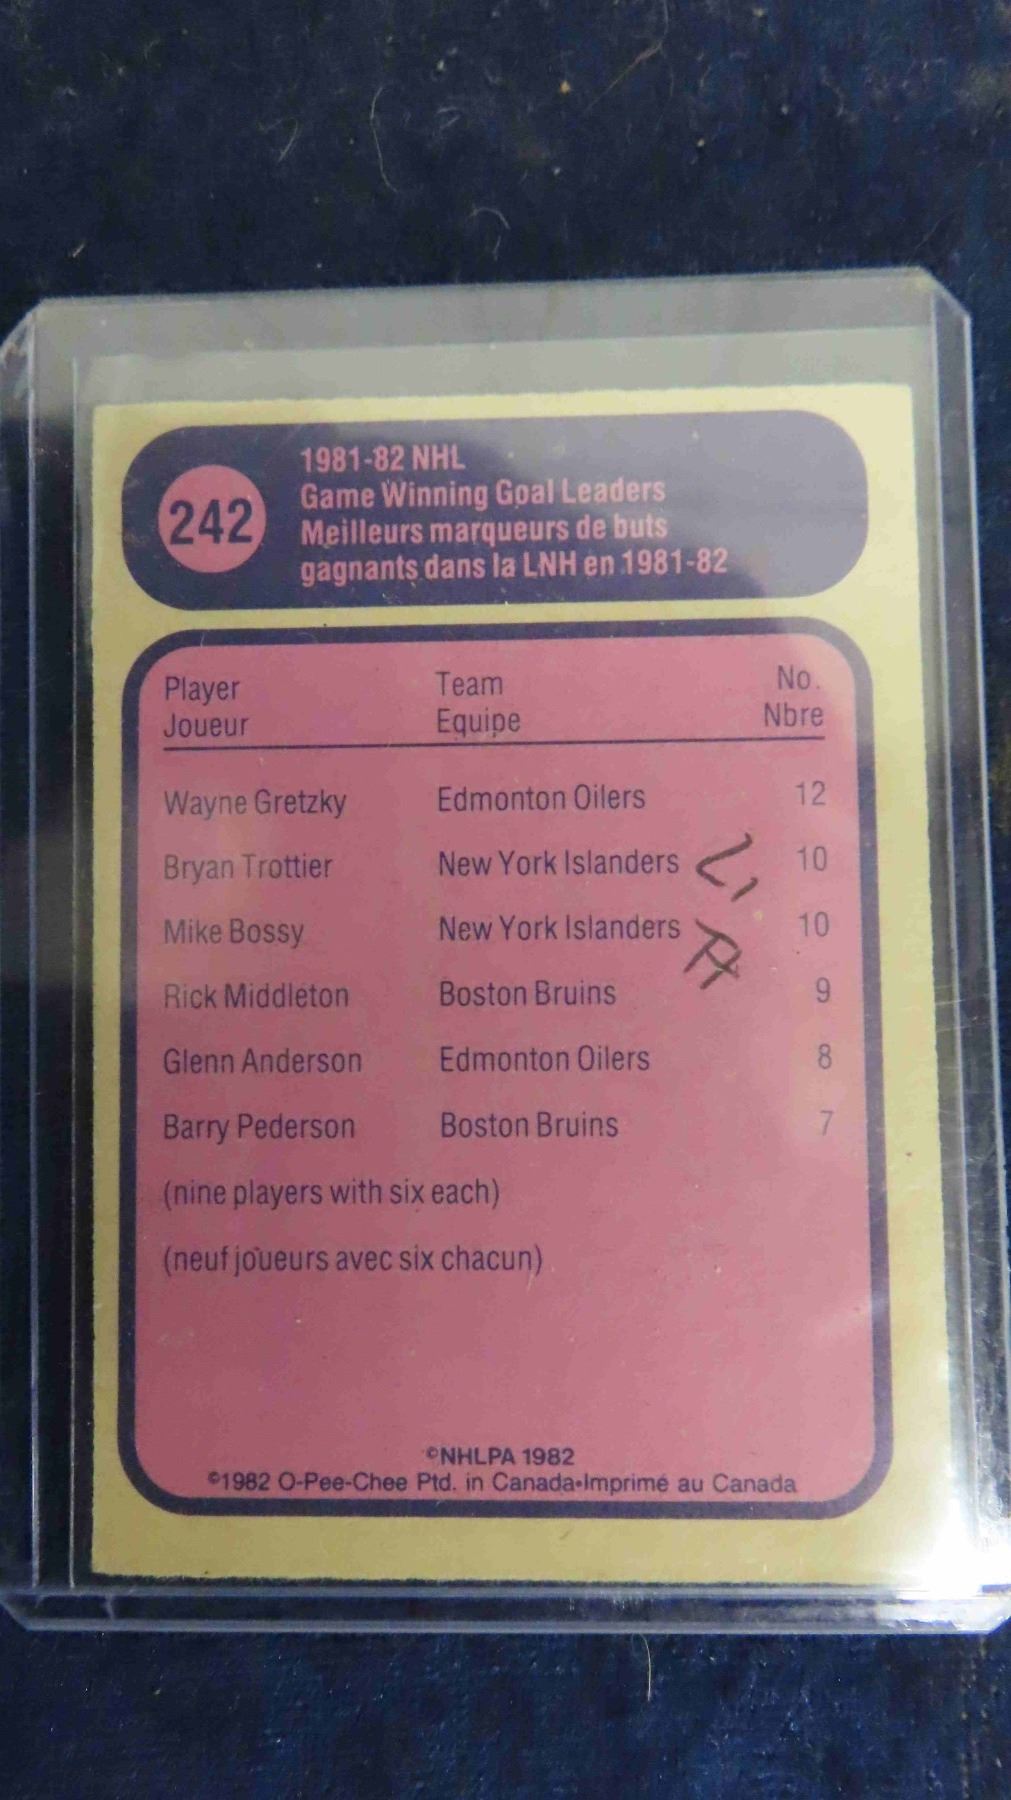 242
1981-82 NHL
Game Winning Goal Leaders
Meilleurs marqueurs de buts
gagnants dans la LNH en 1981-82
Player Team No.
Joueur Equipe Nbre
Wayne Gretzky Edmonton Oilers 12
Bryan Trottier New York Islanders 10
Mike Bossy New York Islanders 10
Rick Middleton Boston Bruins 9
Glenn Anderson Edmonton Oilers 8
Barry Pederson Boston Bruins 7
(nine players with six each)
(neuf joueurs avec six chacun)
©NHLPA 1982
©1982 O-Pee-Chee Ptd. in Canada•Imprimé au Canada